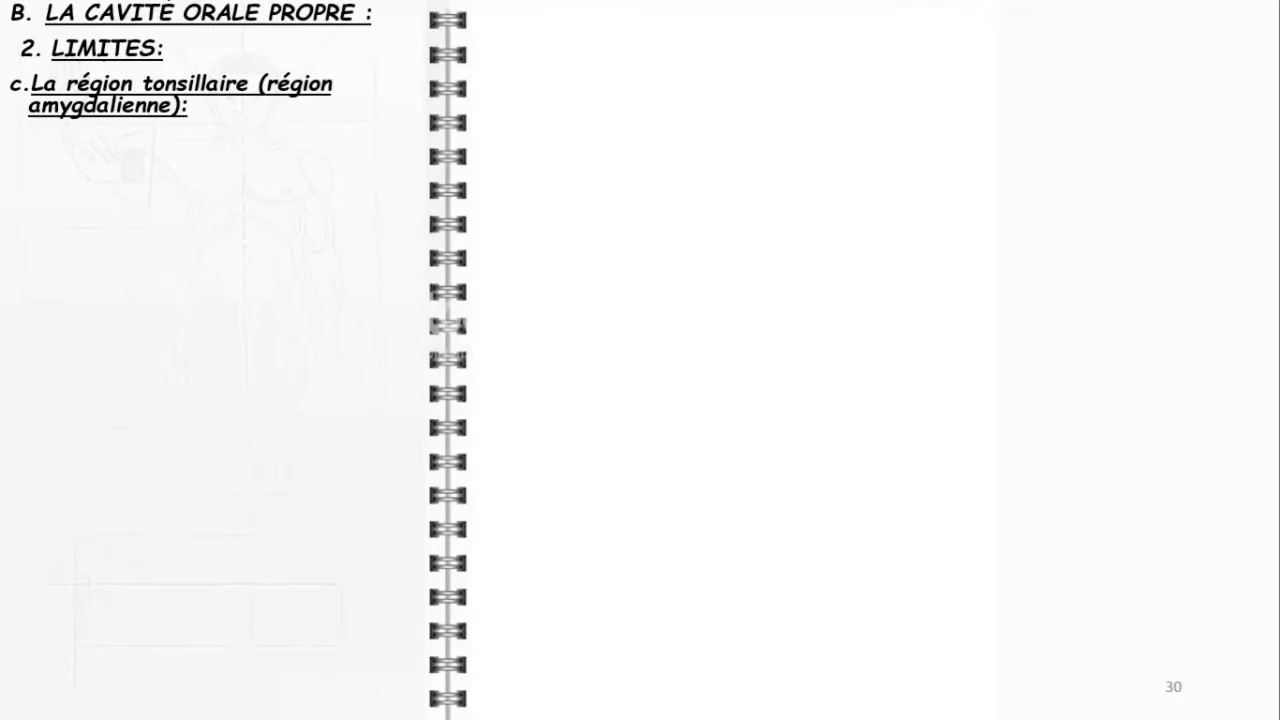 B. LA CAVITÉ ORALE PROPRE :
2. LIMITES:
c.La région tonsillaire (région
amygdalienne):
30